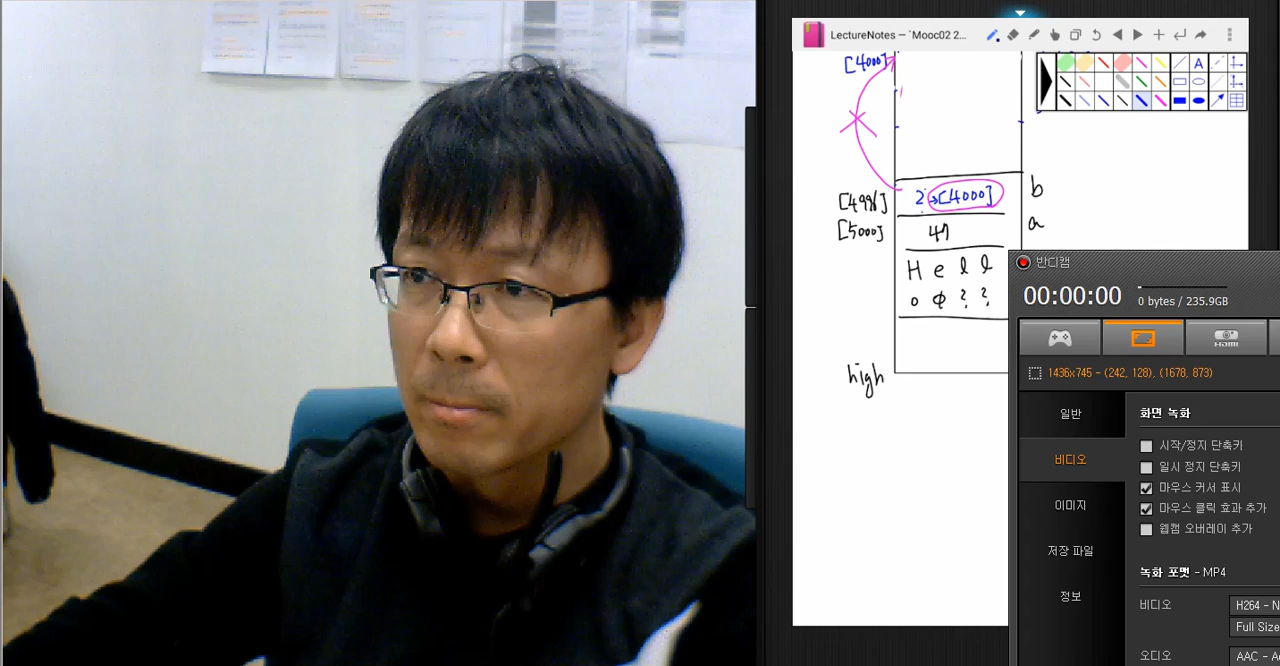 LectureNotes – `Mooc02 2...
[4000]
[4996] 2 →[4000] b
[5000] 47 a
H e l l
o ∅ ? ?
high
반디캠
00:00:00
0 bytes / 235.9GB
HDMI
1436x745 - (242, 128), (1678, 873)
일반
비디오
이미지
저장 파일
정보
화면 녹화
시작/정지 단축키
일시 정지 단축키
마우스 커서 표시
마우스 클릭 효과 추가
웹캠 오버레이 추가
녹화 포맷 - MP4
비디오
H264 - N
Full Size
오디오
AAC - A